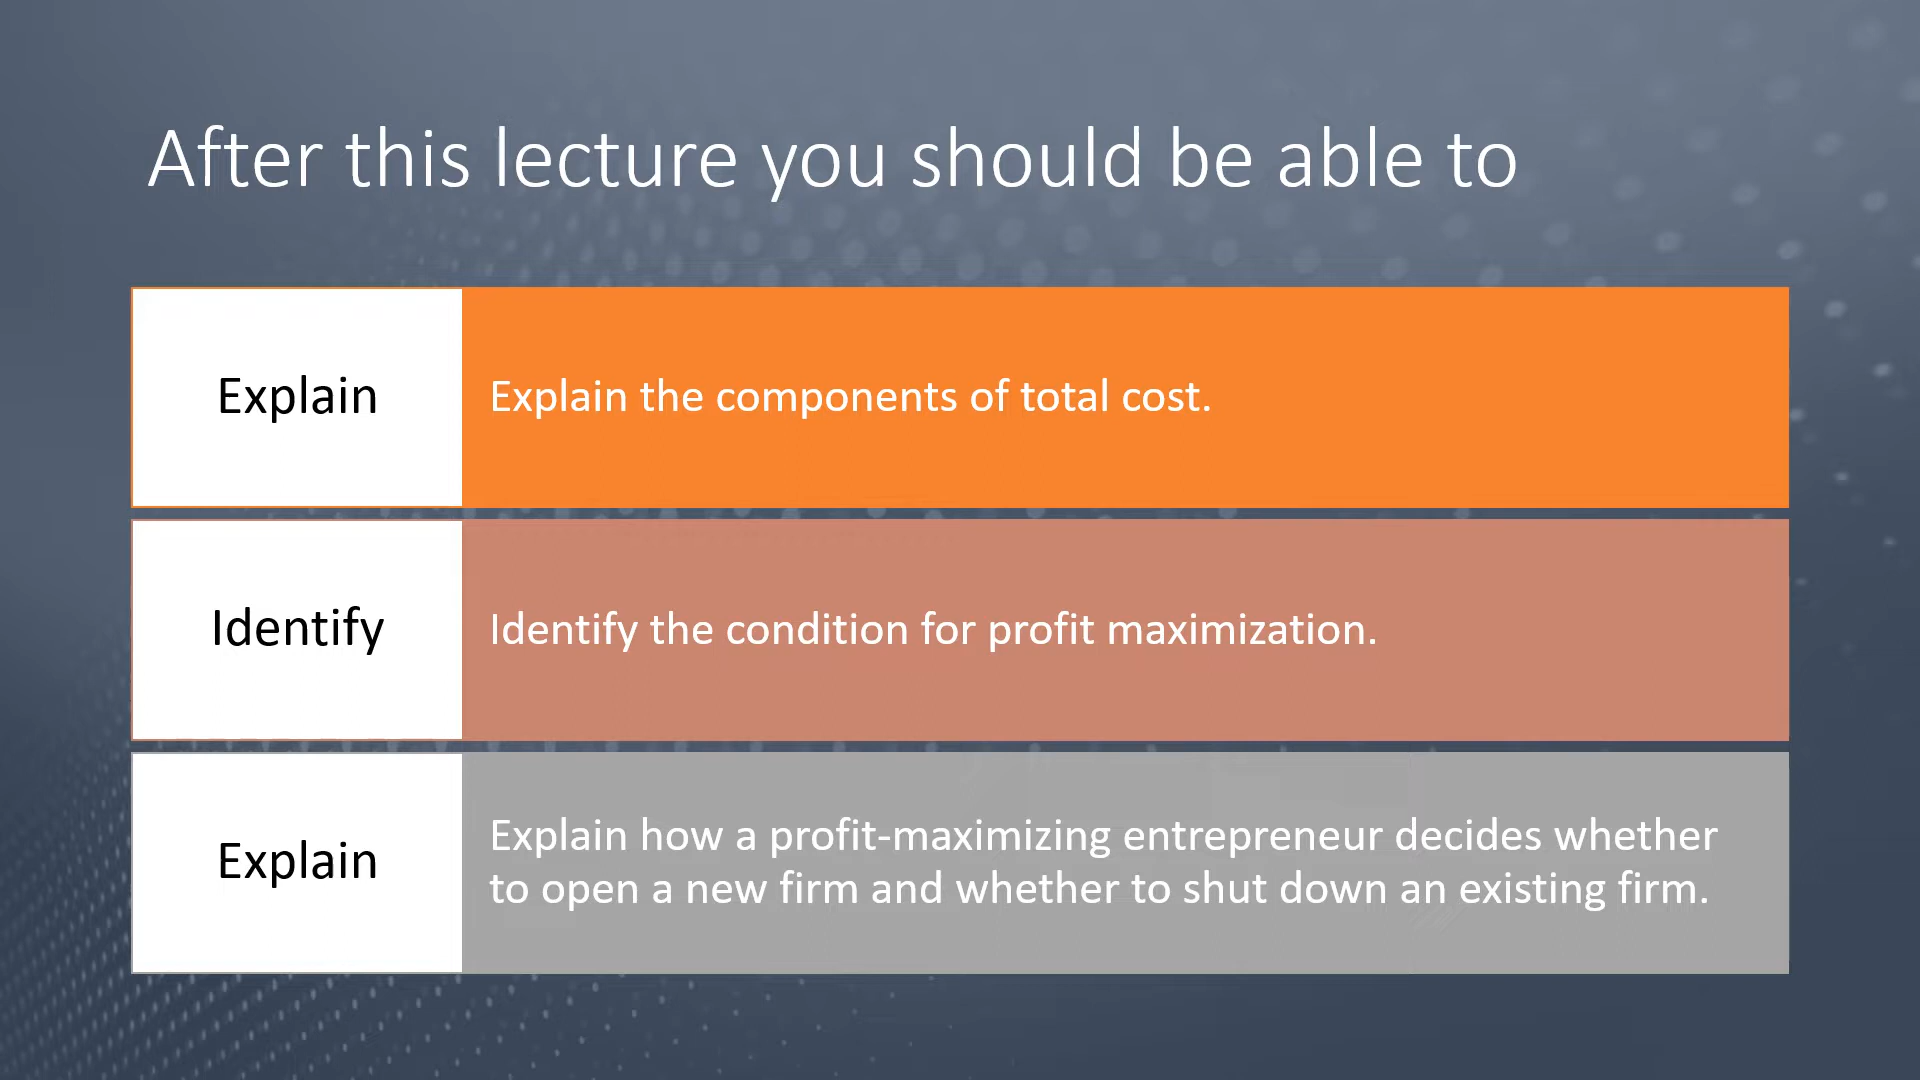 After this lecture you should be able to
Explain
Explain the components of total cost.
Identify
Identify the condition for profit maximization.
Explain
Explain how a profit-maximizing entrepreneur decides whether
to open a new firm and whether to shut down an existing firm.